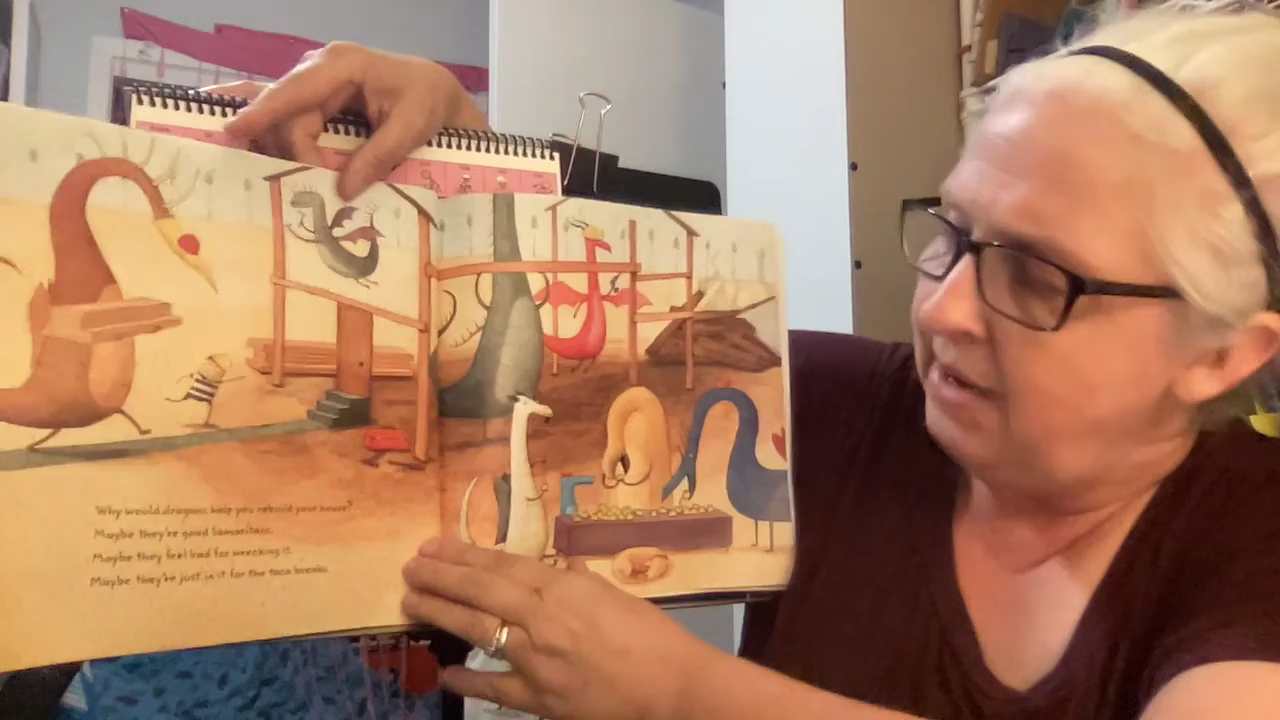 Why would dragons help you rebuild your house?
Maybe they're good Samaritans.
Maybe they feel bad for wrecking it.
Maybe they're just in it for the taco breaks.